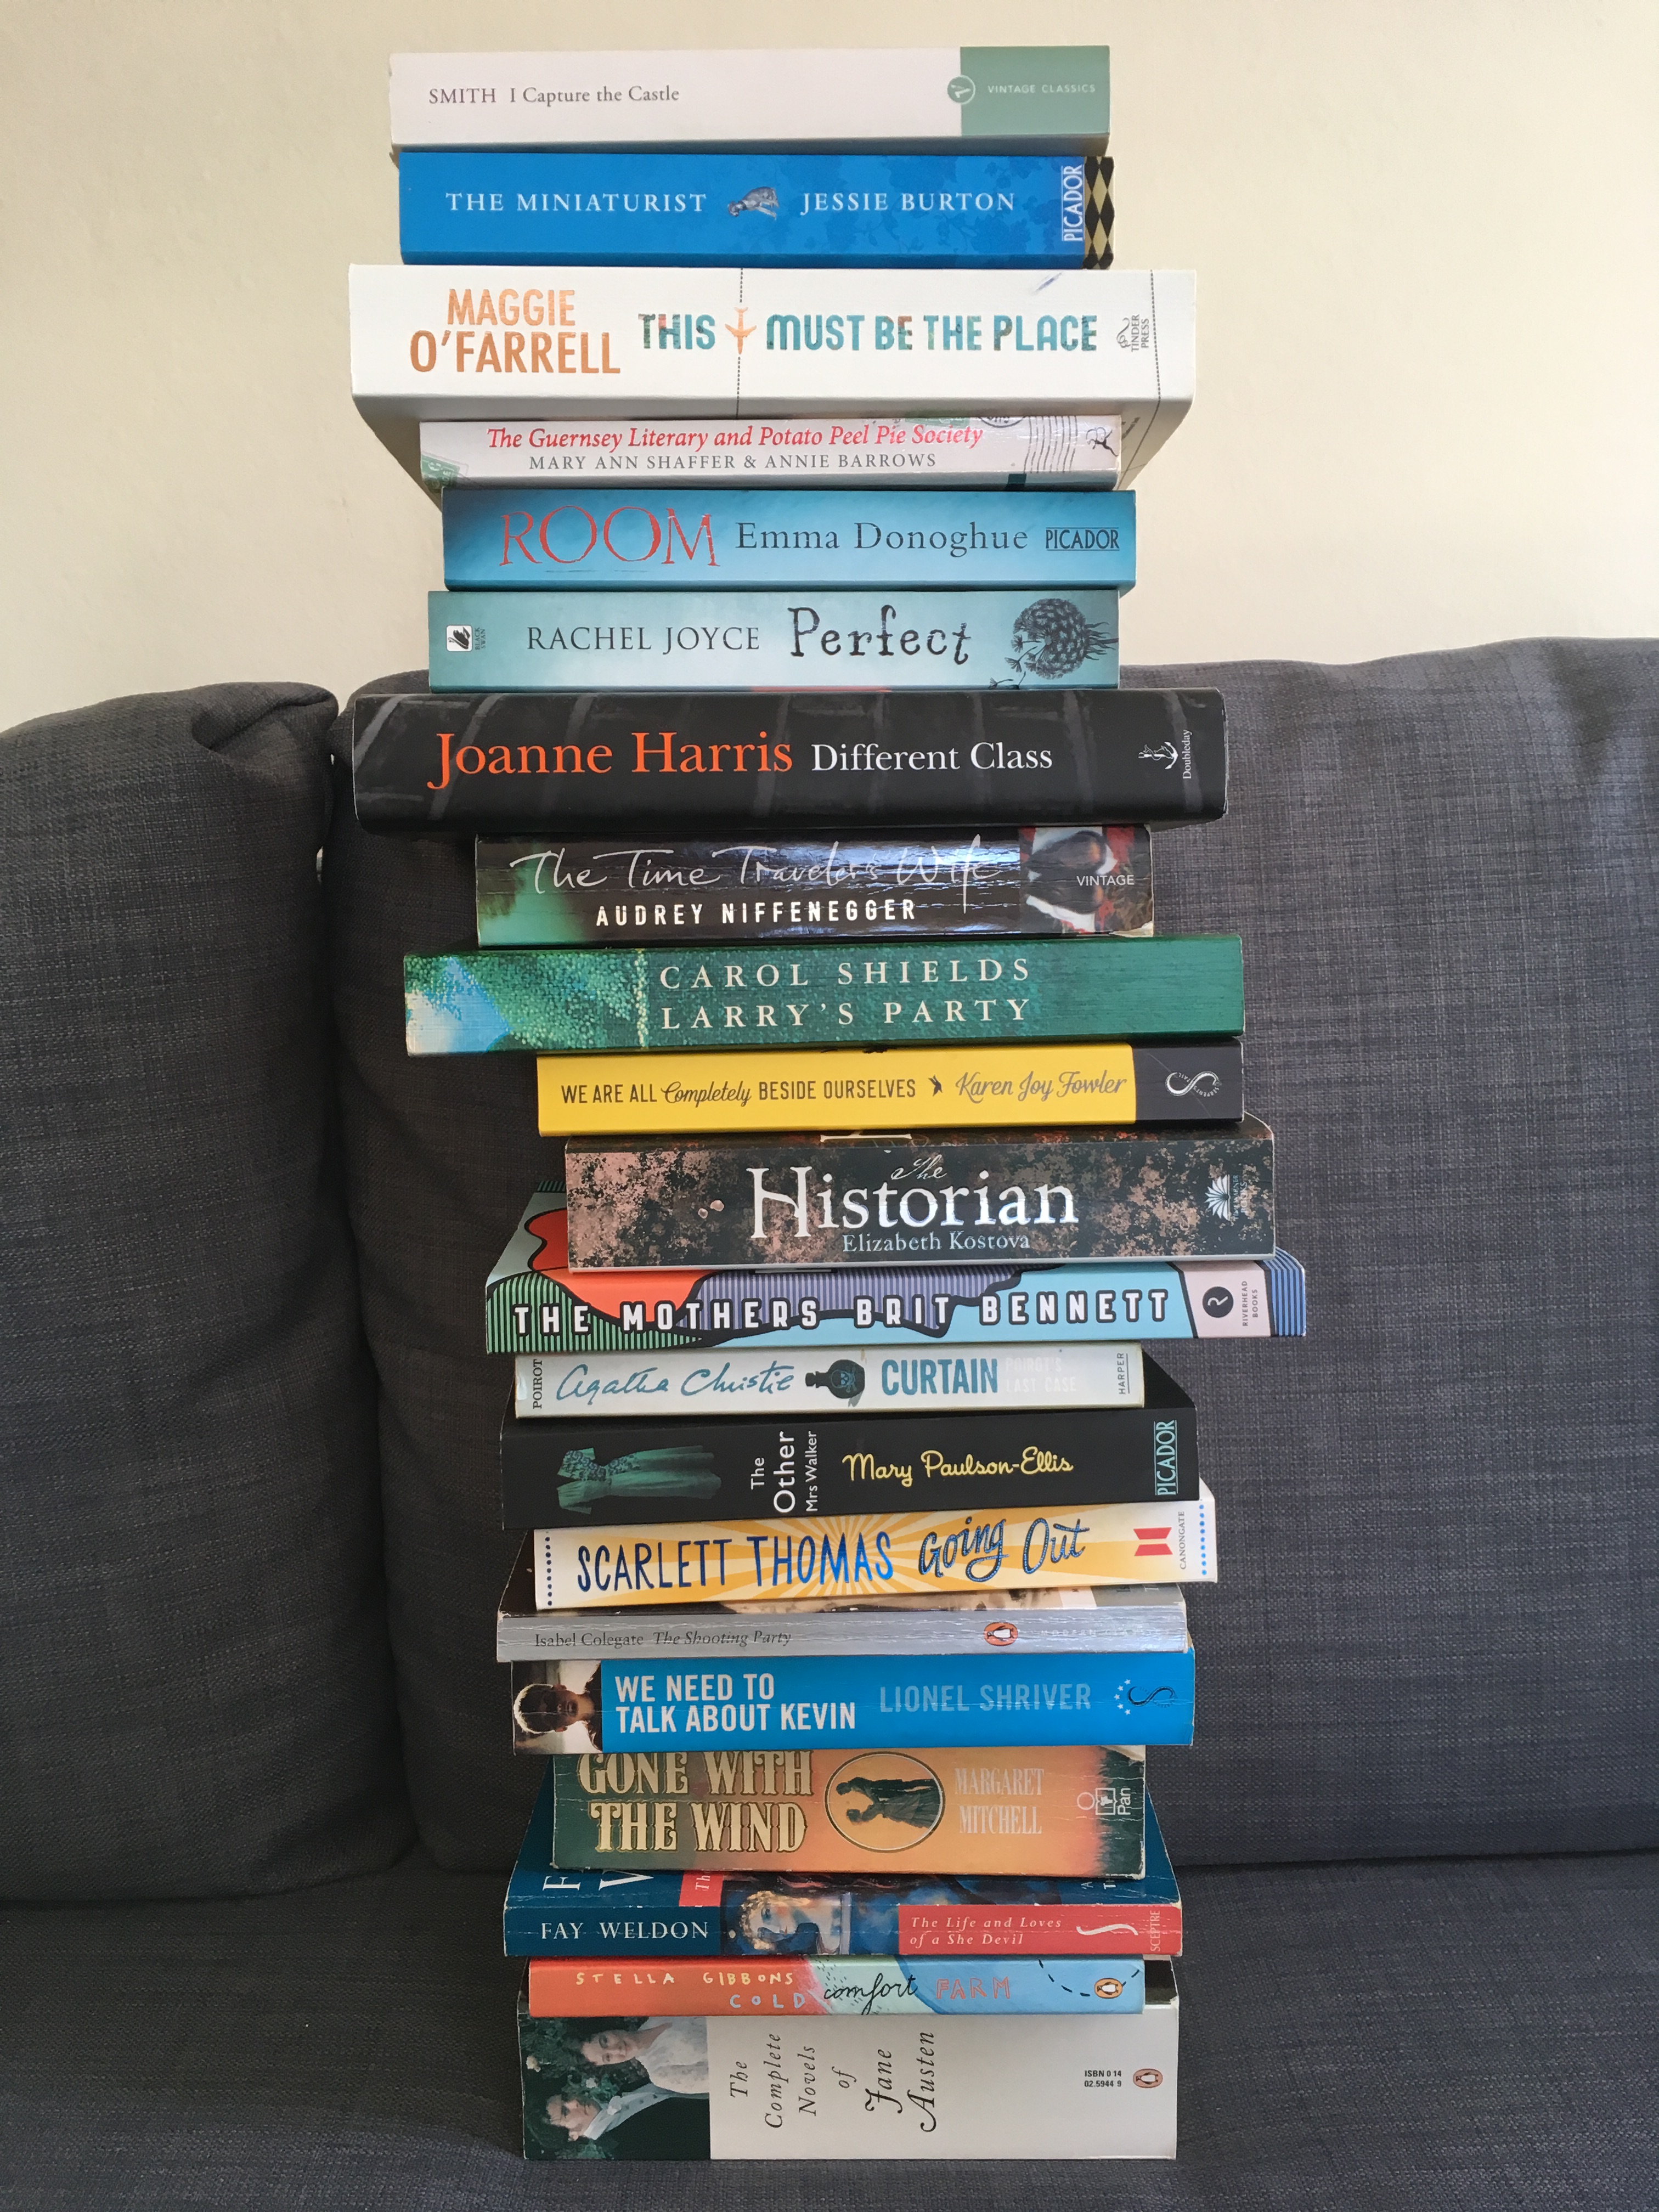 SMITH I Capture the Castle
VINTAGE CLASSICS
THE MINIATURIST JESSIE BURTON PICADOR
MAGGIE
O'FARRELL
THIS MUST BE THE PLACE
TINDER
PRESS
The Guernsey Literary and Potato Peel Pie Society
MARY ANN SHAFFER & ANNIE BARROWS
ROOM Emma Donoghue PICADOR
BLACK
SWAN
RACHEL JOYCE Perfect
Joanne Harris Different Class Doubleday
The Time Traveler's Wife
AUDREY NIFFENEGGER
VINTAGE
CAROL SHIELDS
LARRY'S PARTY
WE ARE ALL Completely BESIDE OURSELVES Karen Joy Fowler
The
Historian
Elizabeth Kostova
THE MOTHERS BRIT BENNETT
RIVERHEAD
BOOKS
POIROT Agatha Christie CURTAIN
POIROT'S
LAST CASE
HARPER
The
Other
Mrs Walker
Mary Paulson-Ellis
PICADOR
SCARLETT THOMAS Going Out CANONGATE
Isabel Colegate The Shooting Party
WE NEED TO
TALK ABOUT KEVIN
LIONEL SHRIVER
GONE WITH
THE WIND
MARGARET
MITCHELL
Pan
FAY WELDON
The Life and Loves
of a She Devil
SCEPTRE
STELLA GIBBONS
COLD comfort FARM
The
Complete
Novels
of
Jane
Austen
ISBN 0 14
02.5944 9